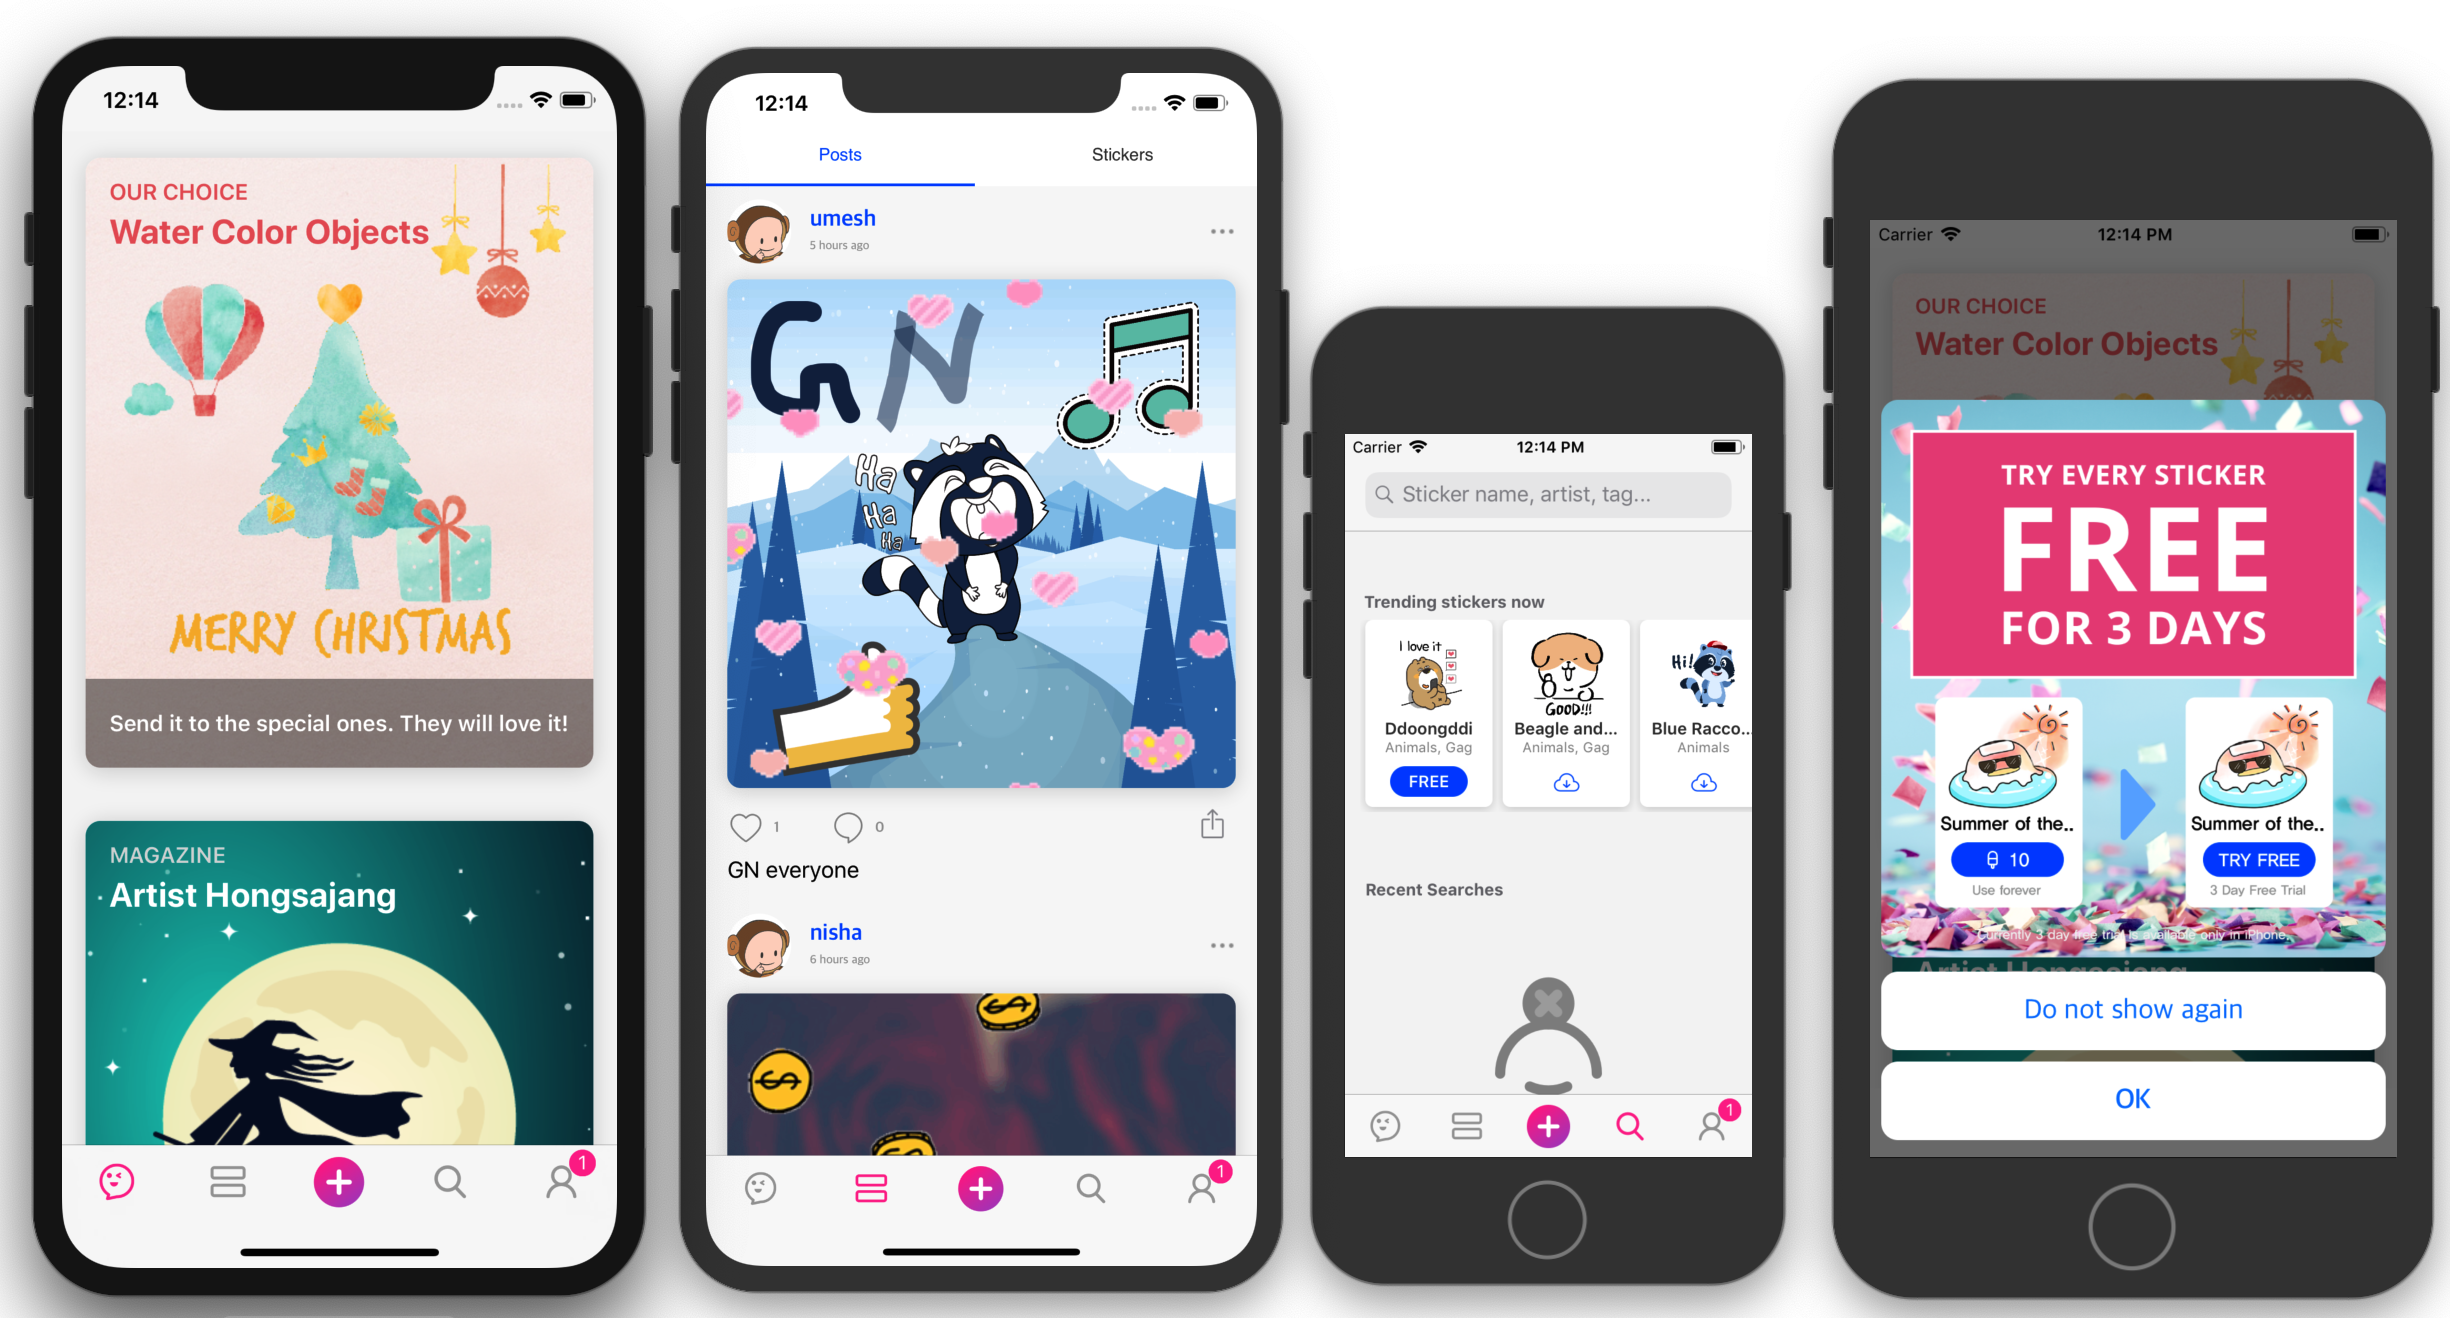 12:14
OUR CHOICE
Water Color Objects
MERRY CHRISTMAS
Send it to the special ones. They will love it!
MAGAZINE
Artist Hongsajang
1
12:14
Posts
Stickers
umesh
5 hours ago
GN
Ha
Ha
Ha
1
0
GN everyone
nisha
6 hours ago
1
Carrier
12:14 PM
Sticker name, artist, tag...
Trending stickers now
I love it
GOOD!!!
Hi!
Ddoongddi
Beagle and...
Blue Racco...
Animals, Gag
Animals, Gag
Animals
FREE
Recent Searches
1
Carrier
12:14 PM
OUR CHOICE
Water Color Objects
TRY EVERY STICKER
FREE
FOR 3 DAYS
Summer of the..
Summer of the..
10
TRY FREE
Use forever
3 Day Free Trial
Currently 3 day free trial is available only in iPhone.
Artist Hongsajang
Do not show again
OK